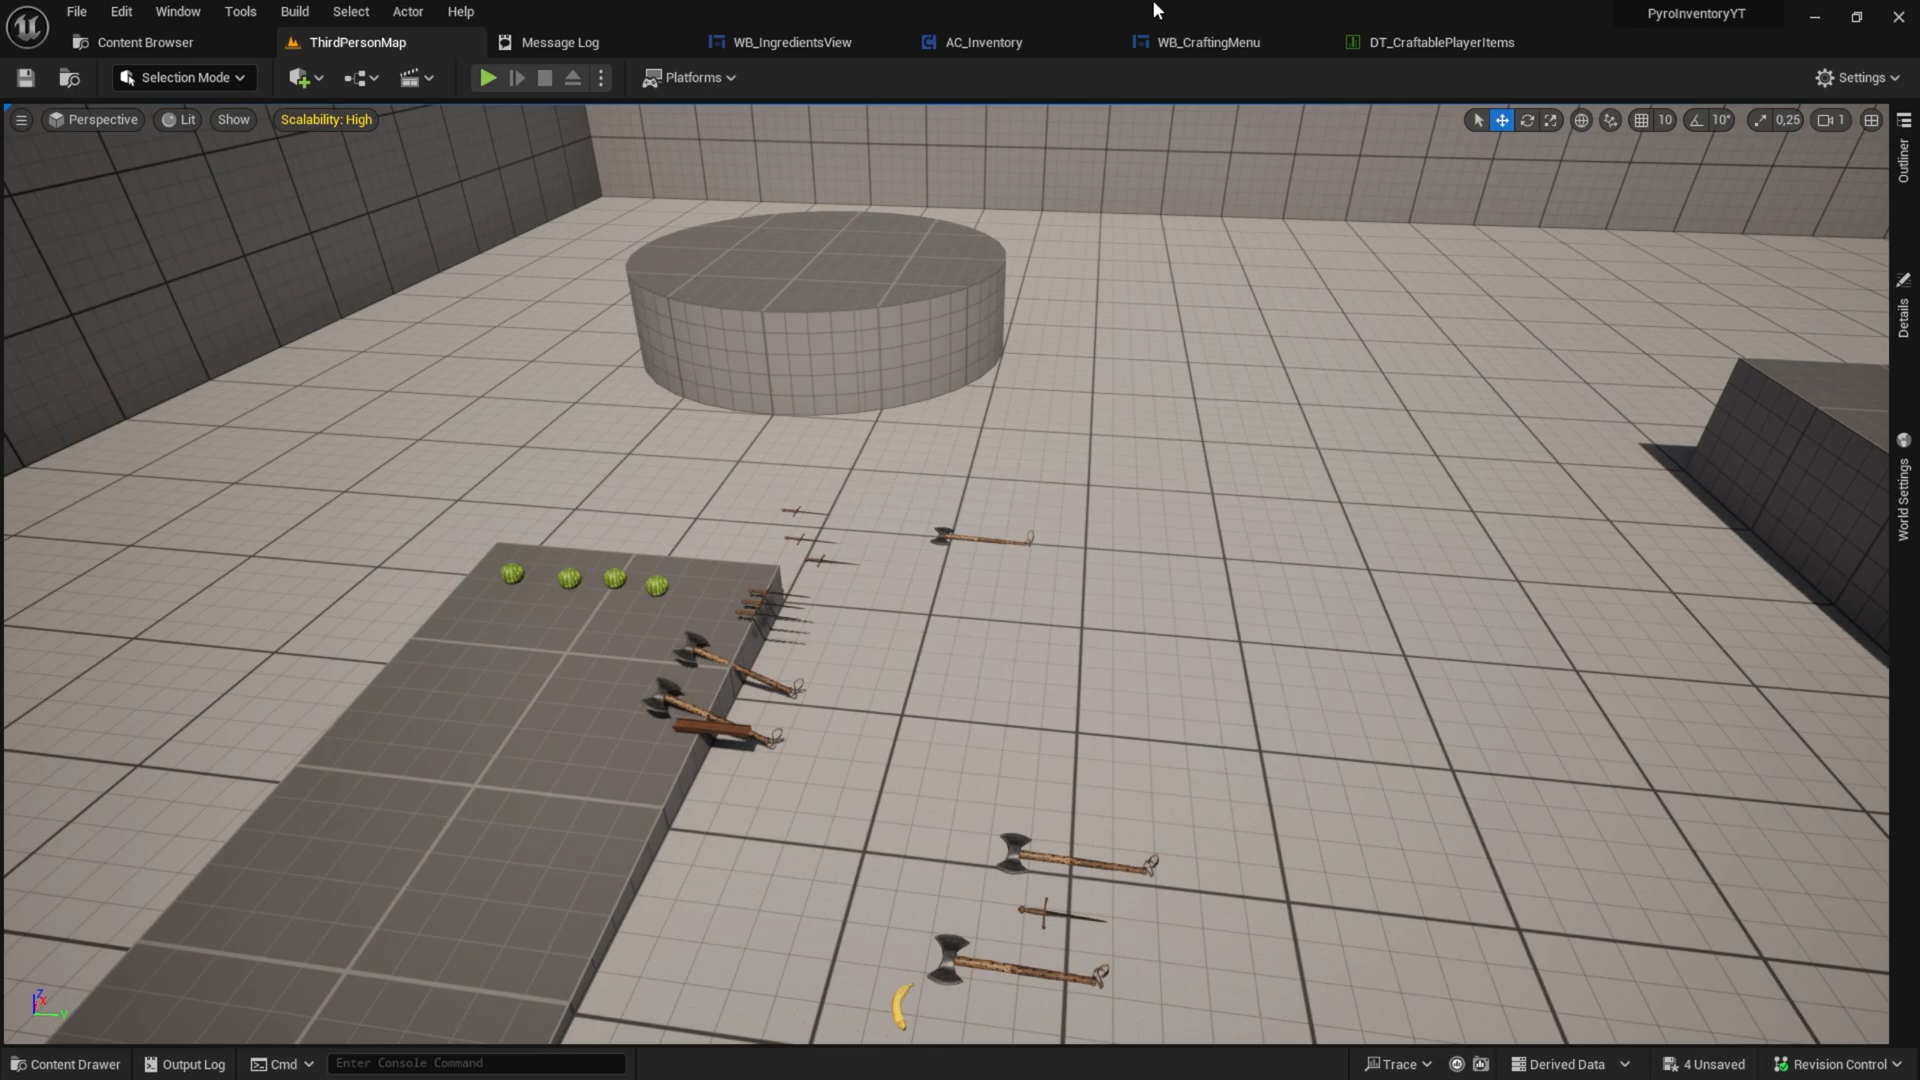 File Edit Window Tools Build Select Actor Help
PyroInventoryYT
Content Browser ThirdPersonMap Message Log WB_IngredientsView AC_Inventory WB_CraftingMenu DT_CraftablePlayerItems
Selection Mode Platforms Settings
Perspective Lit Show Scalability: High 10 10° 0,25 1
Outliner
Details
World Settings
Z
X
Y
Content Drawer Output Log Cmd Enter Console Command Trace Derived Data 4 Unsaved Revision Control